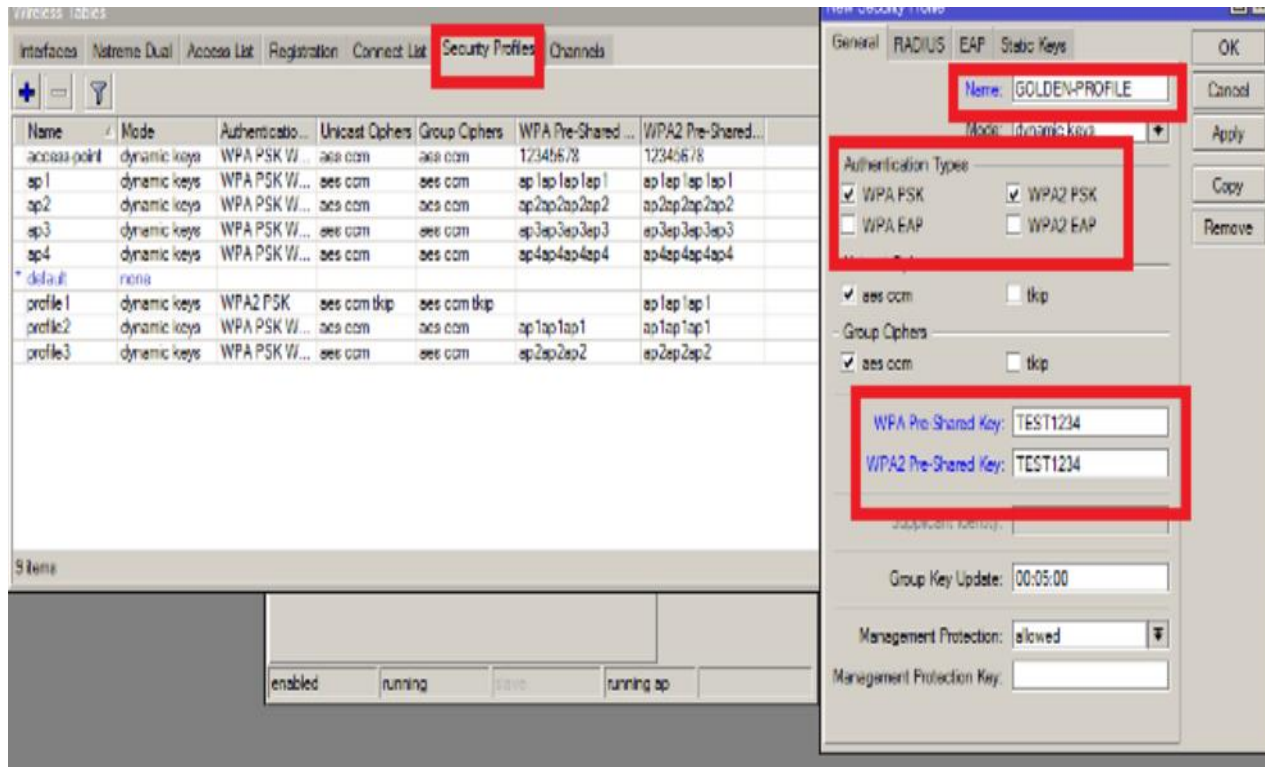 Wireless Tables
Interfaces Nstreme Dual Access List Registration Connect List Security Profiles Channels
Name Mode Authenticatio... Unicast Ciphers Group Ciphers WPA Pre-Shared ... WPA2 Pre-Shared...
access-point dynamic keys WPA PSK W... aes ccm aes ccm 12345678 12345678
ap1 dynamic keys WPA PSK W... aes ccm aes ccm ap1ap1ap1ap1 ap1ap1ap1ap1
ap2 dynamic keys WPA PSK W... aes ccm aes ccm ap2ap2ap2ap2 ap2ap2ap2ap2
ap3 dynamic keys WPA PSK W... aes ccm aes ccm ap3ap3ap3ap3 ap3ap3ap3ap3
ap4 dynamic keys WPA PSK W... aes ccm aes ccm ap4ap4ap4ap4 ap4ap4ap4ap4
* default none
profile1 dynamic keys WPA2 PSK aes ccm tkip aes ccm tkip ap1ap1ap1
profile2 dynamic keys WPA PSK W... aes ccm aes ccm ap1ap1ap1 ap1ap1ap1
profile3 dynamic keys WPA PSK W... aes ccm aes ccm ap2ap2ap2 ap2ap2ap2
9 items
enabled running slave running ap
New Security Profile
General RADIUS EAP Static Keys
Name: GOLDEN-PROFILE
Mode: dynamic keys
Authentication Types
WPA PSK WPA2 PSK
WPA EAP WPA2 EAP
aes ccm tkip
Group Ciphers
aes ccm tkip
WPA Pre-Shared Key: TEST1234
WPA2 Pre-Shared Key: TEST1234
Supplicant Identity:
Group Key Update: 00:05:00
Management Protection: allowed
Management Protection Key:
OK
Cancel
Apply
Copy
Remove